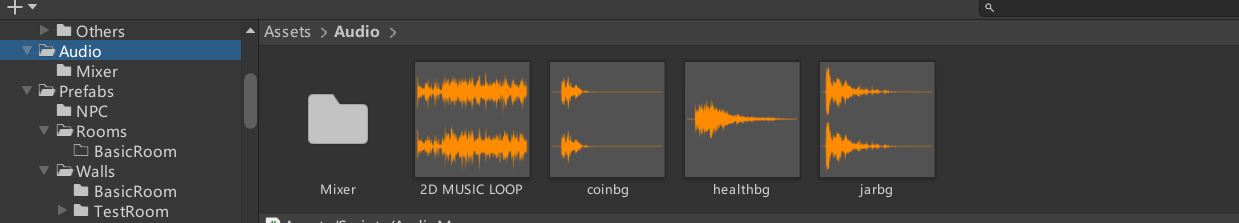 Others
Audio
Mixer
Prefabs
NPC
Rooms
BasicRoom
Walls
BasicRoom
TestRoom
Assets > Audio >
Mixer
2D MUSIC LOOP
coinbg
healthbg
jarbg